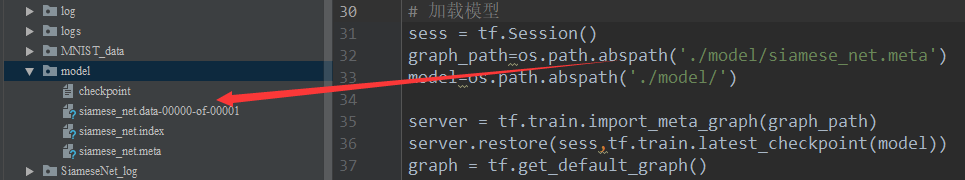 log
logs
MNIST_data
model
checkpoint
siamese_net.data-00000-of-00001
siamese_net.index
siamese_net.meta
SiameseNet_log
30 # 加载模型
31 sess = tf.Session()
32 graph_path=os.path.abspath('./model/siamese_net.meta')
33 model=os.path.abspath('./model/')
34
35 server = tf.train.import_meta_graph(graph_path)
36 server.restore(sess,tf.train.latest_checkpoint(model))
37 graph = tf.get_default_graph()